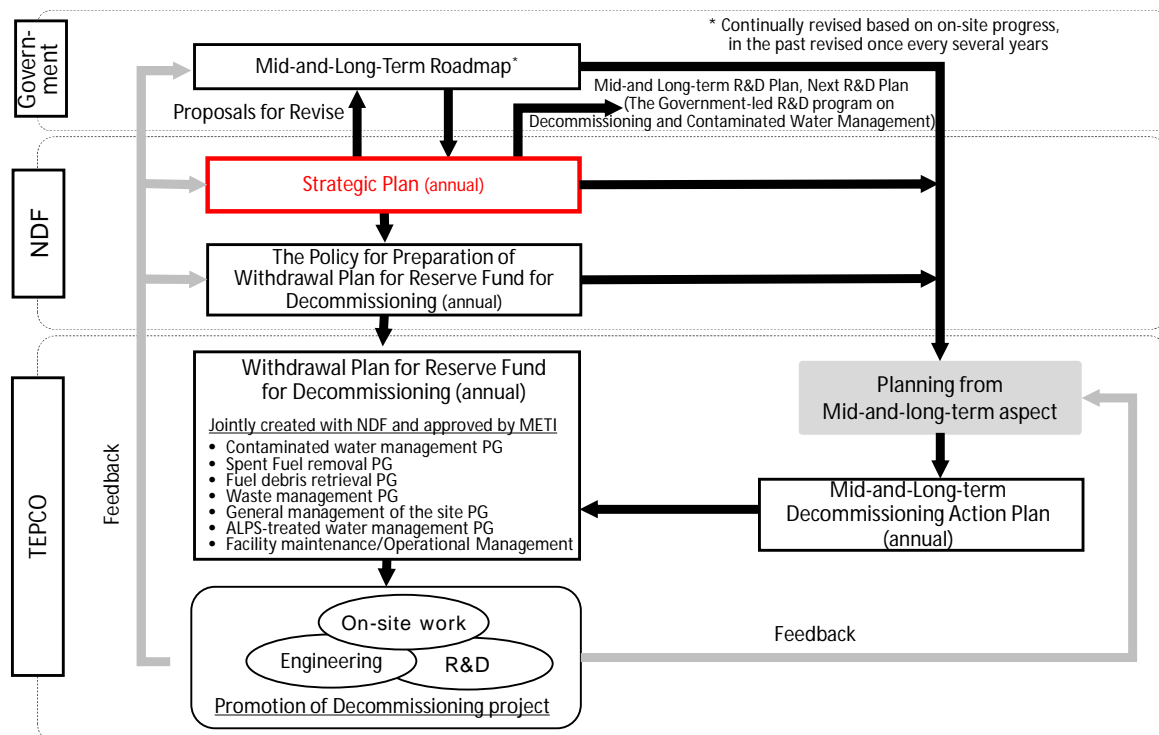 Govern-
ment
* Continually revised based on on-site progress,
in the past revised once every several years
Mid-and-Long-Term Roadmap*
Proposals for Revise
Mid-and Long-term R&D Plan, Next R&D Plan
(The Government-led R&D program on
Decommissioning and Contaminated Water Management)
NDF
Strategic Plan (annual)
The Policy for Preparation of
Withdrawal Plan for Reserve Fund for
Decommissioning (annual)
TEPCO
Feedback
Withdrawal Plan for Reserve Fund
for Decommissioning (annual)
Jointly created with NDF and approved by METI
• Contaminated water management PG
• Spent Fuel removal PG
• Fuel debris retrieval PG
• Waste management PG
• General management of the site PG
• ALPS-treated water management PG
• Facility maintenance/Operational Management
Planning from
Mid-and-long-term aspect
Mid-and-Long-term
Decommissioning Action Plan
(annual)
On-site work
Engineering
R&D
Promotion of Decommissioning project
Feedback